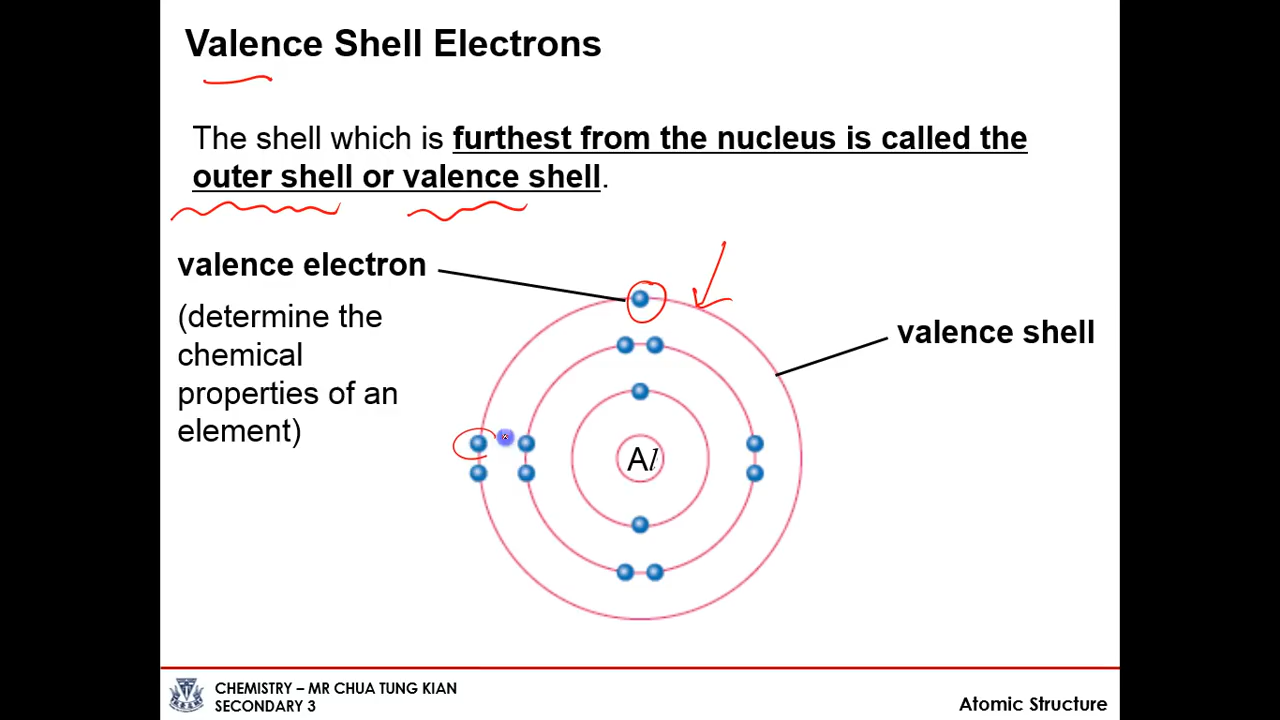 Valence Shell Electrons
The shell which is furthest from the nucleus is called the
outer shell or valence shell.
valence electron
(determine the
chemical
properties of an
element)
valence shell
Al
CHEMISTRY – MR CHUA TUNG KIAN
SECONDARY 3
Atomic Structure